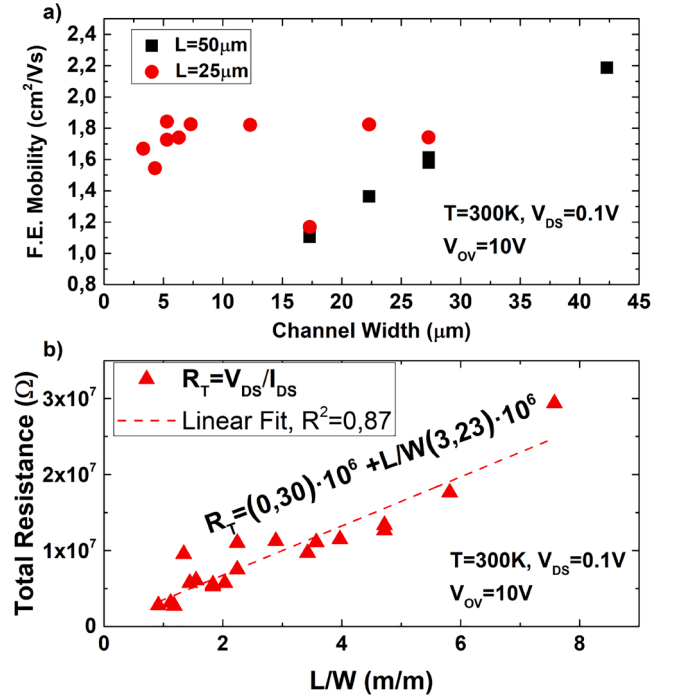 a)
2,4
2,2
2,0
1,8
1,6
1,4
1,2
1,0
0,8
F.E. Mobility (cm²/Vs)
L=50μm
L=25μm
T=300K, V_DS=0.1V
V_OV=10V
0 5 10 15 20 25 30 35 40 45
Channel Width (μm)
b)
3x10⁷
2x10⁷
1x10⁷
0
Total Resistance (Ω)
R_T=V_DS/I_DS
Linear Fit, R²=0,87
R_T=(0,30)·10⁶ +L/W(3,23)·10⁶
T=300K, V_DS=0.1V
V_OV=10V
0 2 4 6 8
L/W (m/m)